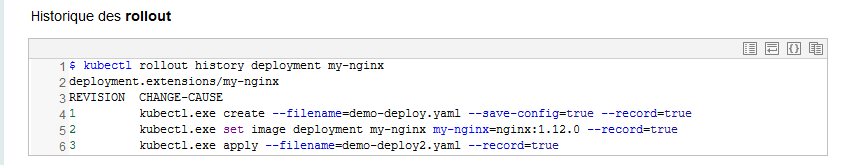 Historique des rollout
1 $ kubectl rollout history deployment my-nginx
2 deployment.extensions/my-nginx
3 REVISION  CHANGE-CAUSE
4 1         kubectl.exe create --filename=demo-deploy.yaml --save-config=true --record=true
5 2         kubectl.exe set image deployment my-nginx my-nginx=nginx:1.12.0 --record=true
6 3         kubectl.exe apply --filename=demo-deploy2.yaml --record=true